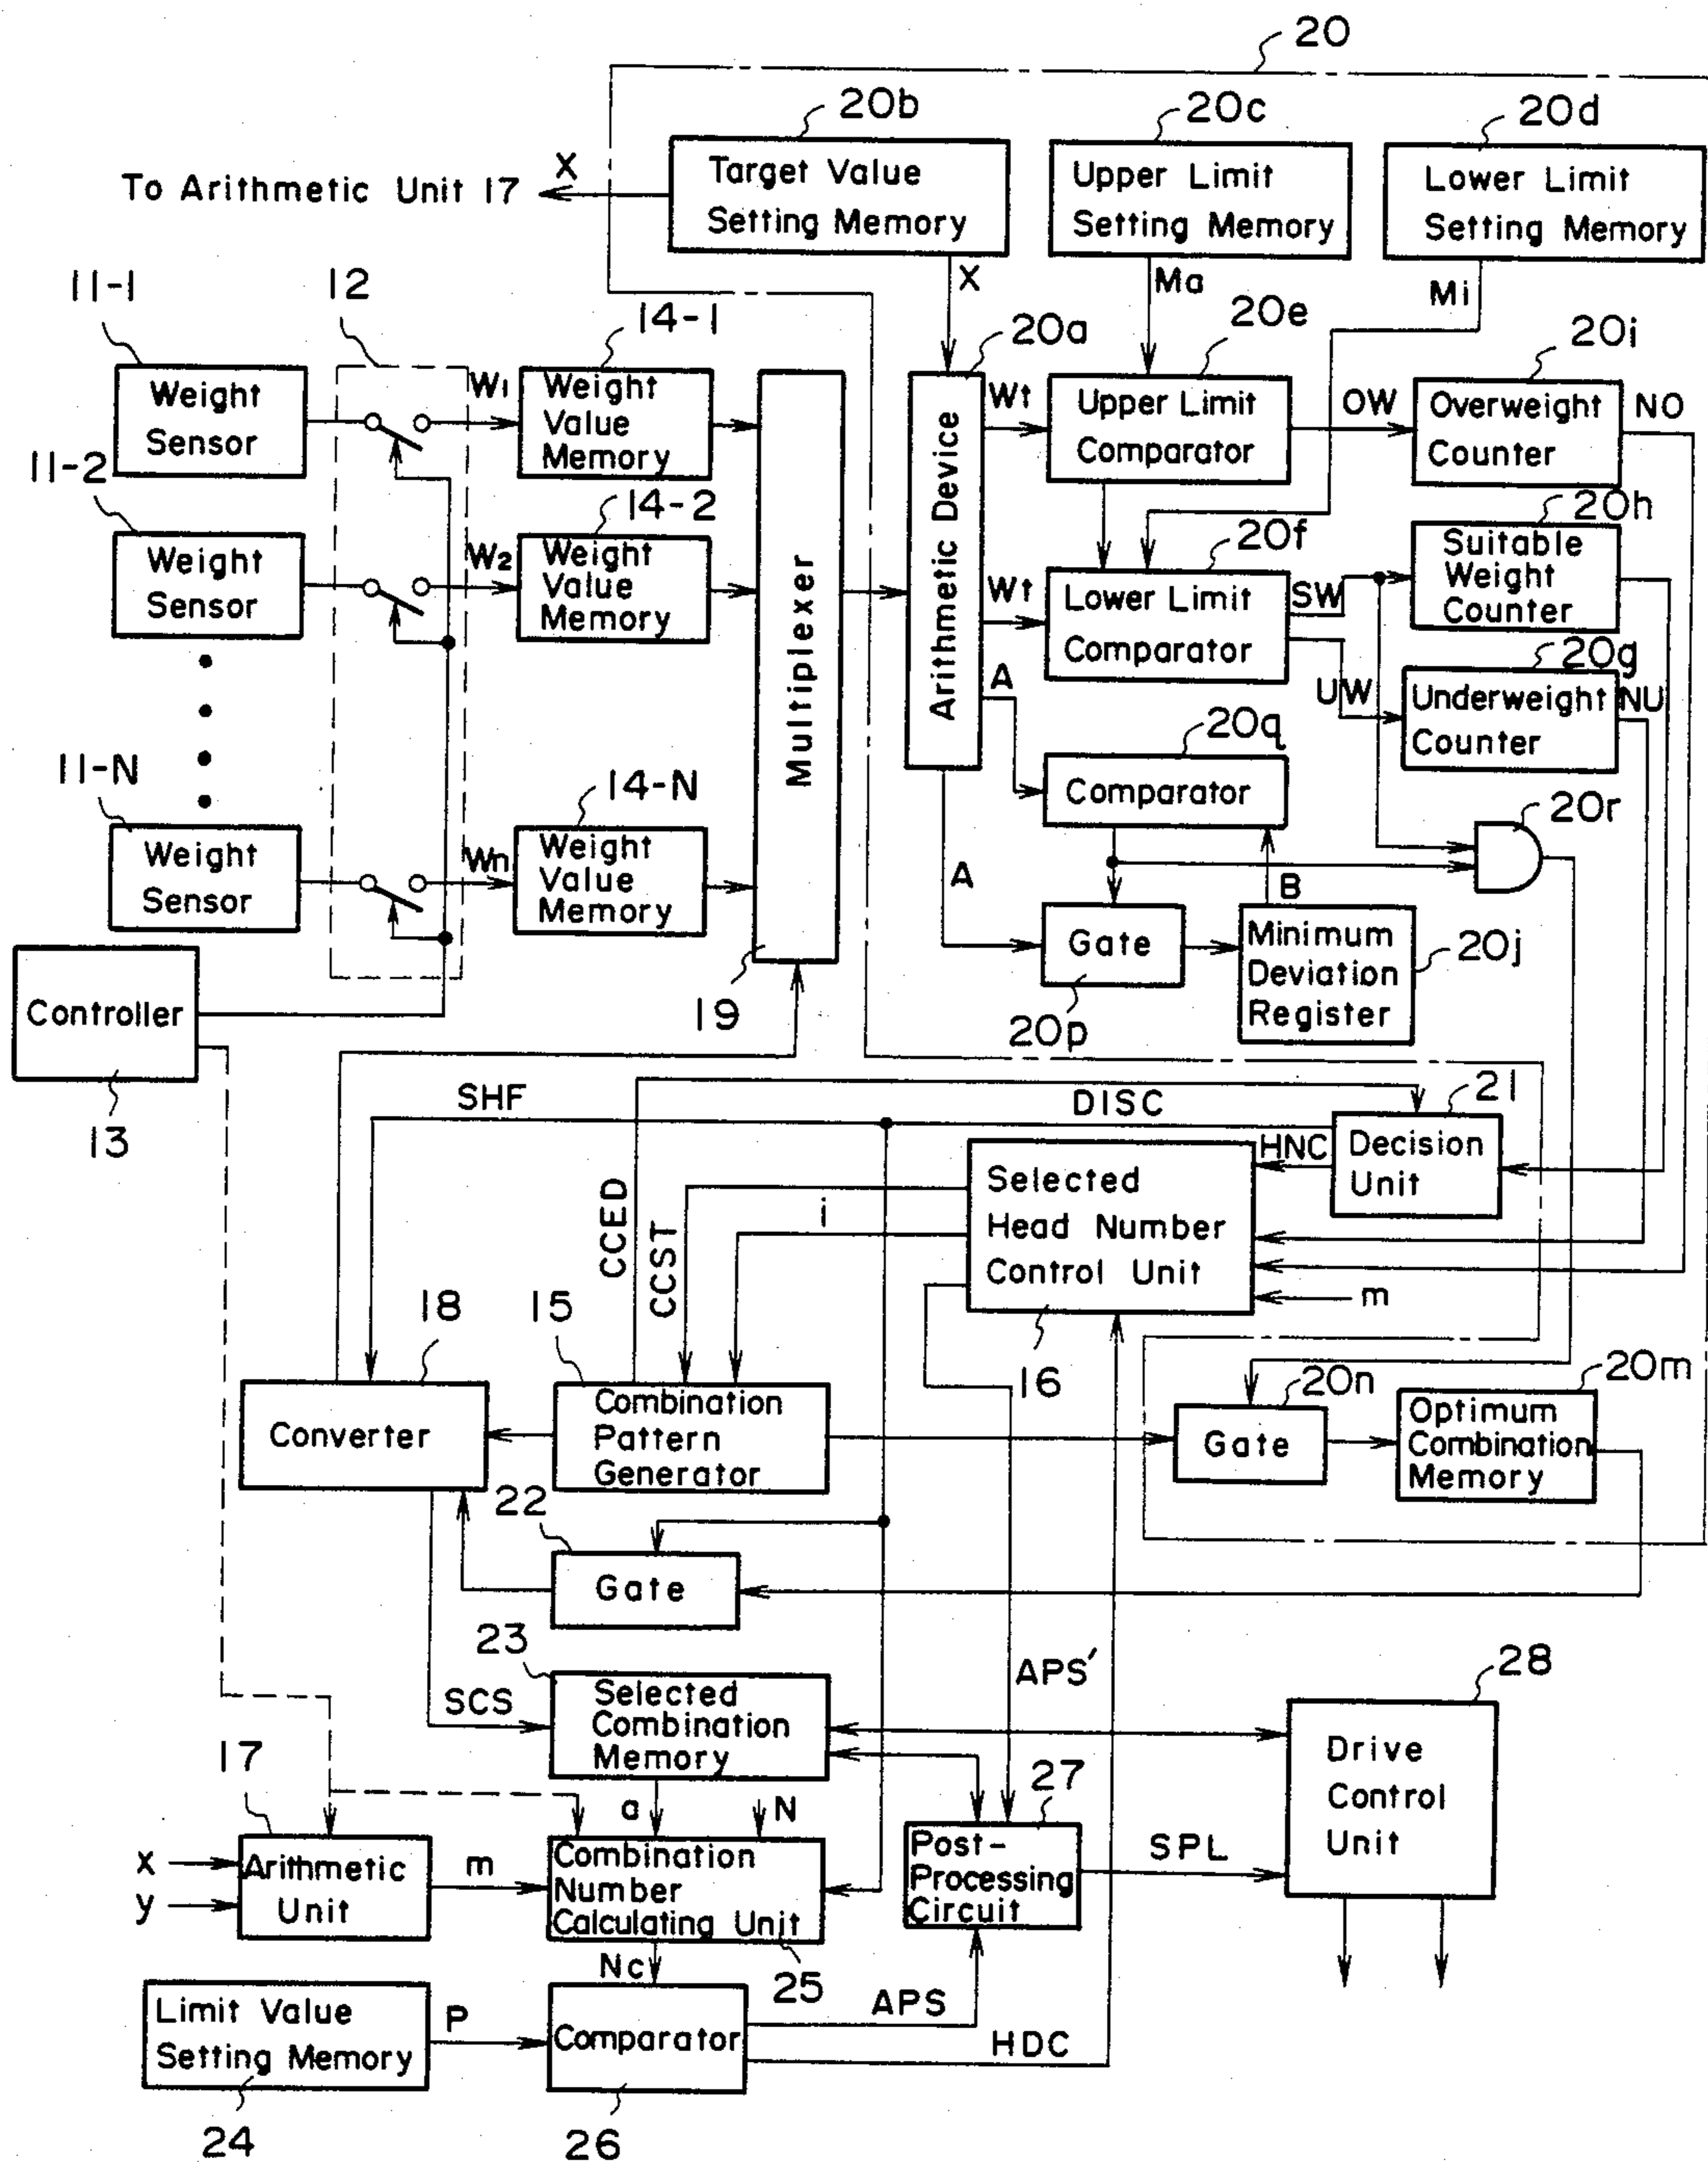 20
20b
20c
20d
Target Value
Setting Memory
Upper Limit
Setting Memory
Lower Limit
Setting Memory
To Arithmetic Unit 17
X
X
Ma
Mi
11-1
12
14-1
20a
20e
20i
Weight
Sensor
W1
Weight
Value
Memory
Wt
Upper Limit
Comparator
OW
Overweight
Counter
NO
11-2
14-2
20f
20h
Weight
Sensor
W2
Weight
Value
Memory
Multiplexer
Arithmetic Device
Wt
Lower Limit
Comparator
SW
Suitable
Weight
Counter
20g
A
UW
Underweight
Counter
NU
11-N
14-N
20q
Comparator
20r
Weight
Sensor
Wn
Weight
Value
Memory
A
B
Gate
Minimum
Deviation
Register
20j
Controller
19
20p
13
SHF
DISC
21
CCED
CCST
i
Selected
Head Number
Control Unit
HNC
Decision
Unit
m
18
15
16
20n
20m
Converter
Combination
Pattern
Generator
Gate
Optimum
Combination
Memory
22
Gate
23
SCS
Selected
Combination
Memory
APS'
28
Drive
Control
Unit
17
a
N
27
x
y
Arithmetic
Unit
m
Combination
Number
Calculating Unit
Post-
Processing
Circuit
SPL
Nc
25
Limit Value
Setting Memory
P
Comparator
APS
HDC
24
26